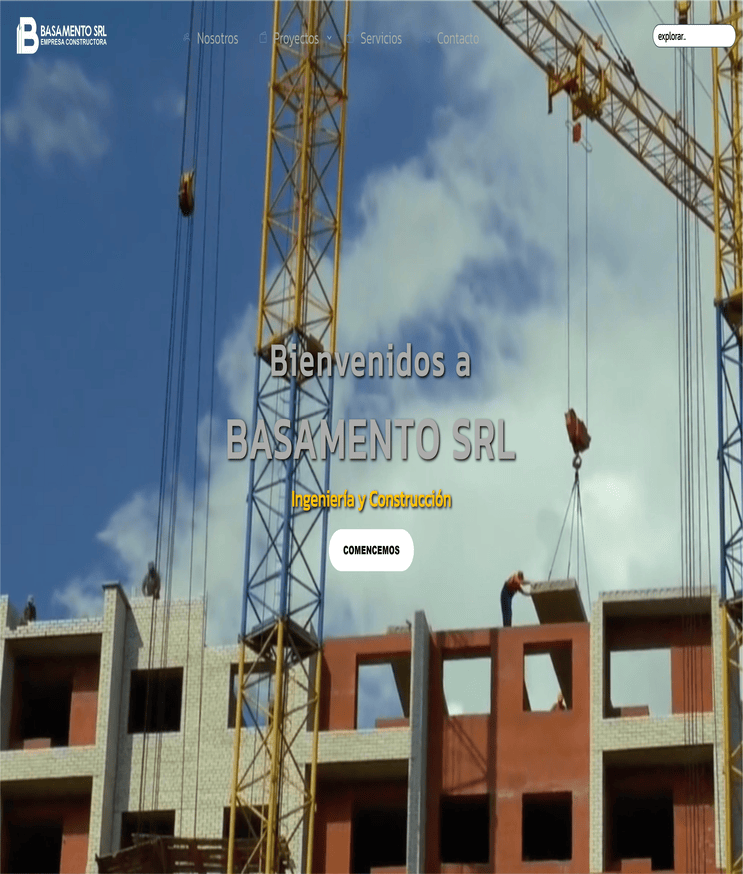 BASAMENTO SRL
EMPRESA CONSTRUCTORA
Nosotros
Proyectos
Servicios
Contacto
explorar..
Bienvenidos a
BASAMENTO SRL
Ingeniería y Construcción
COMENCEMOS